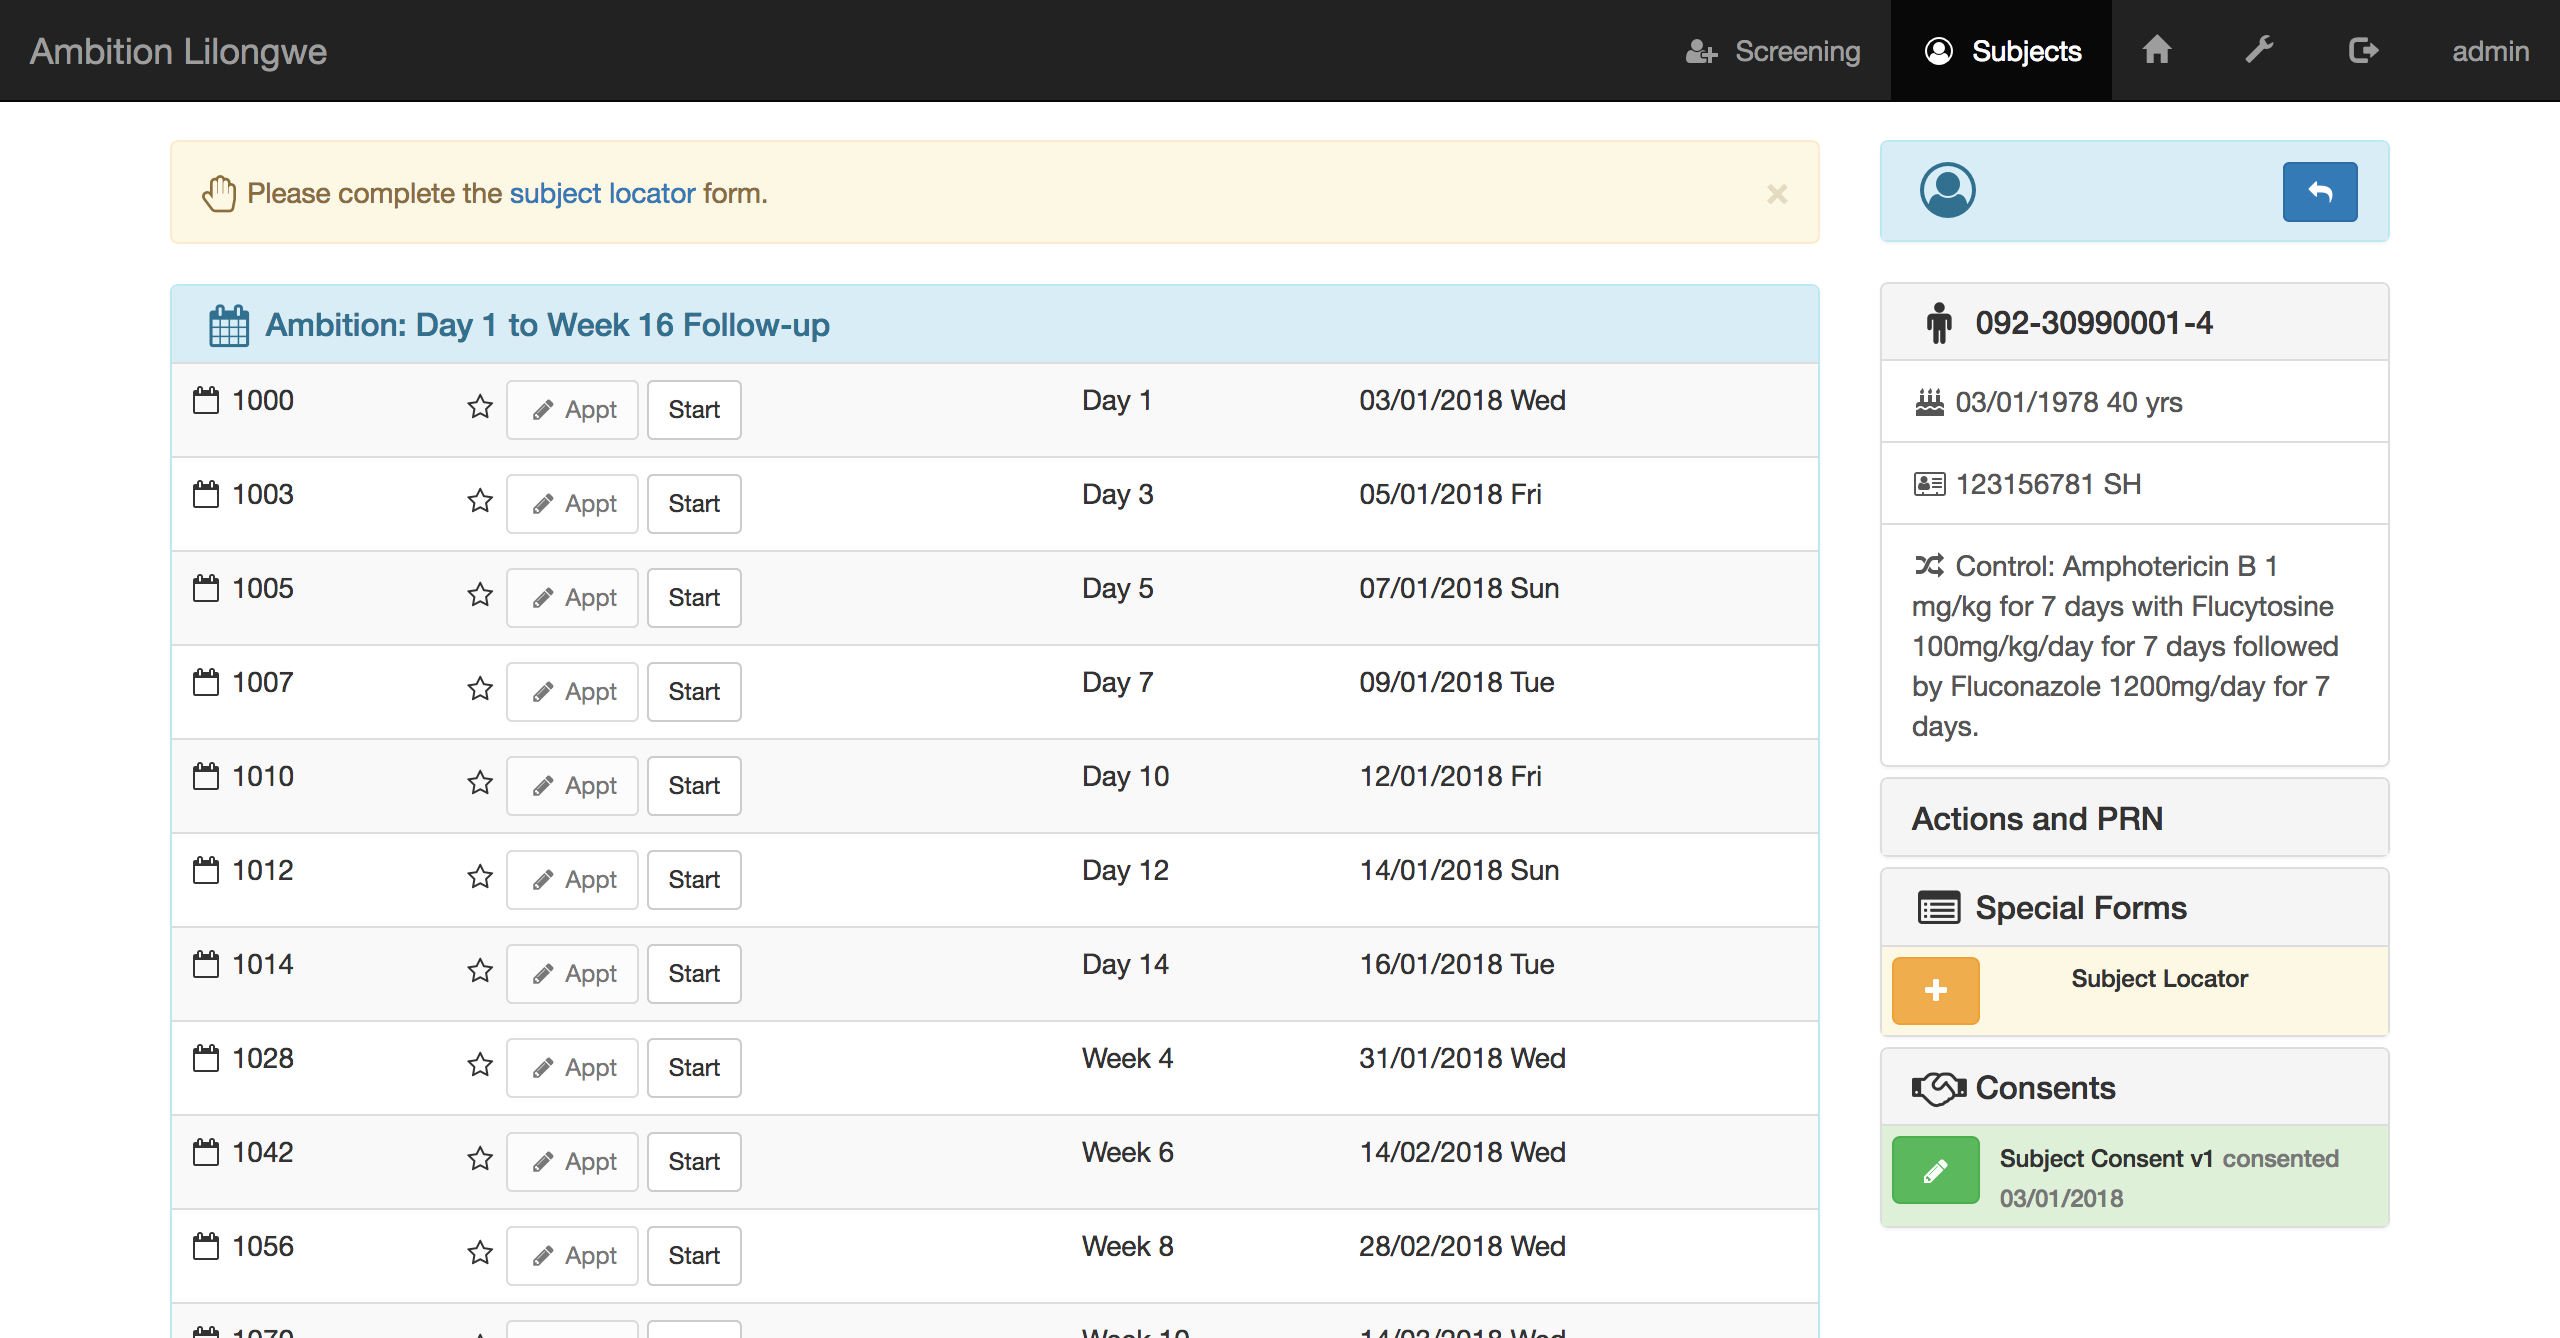 Ambition Lilongwe
Screening
Subjects
admin
Please complete the subject locator form.
×
Ambition: Day 1 to Week 16 Follow-up
1000 Appt Start Day 1 03/01/2018 Wed
1003 Appt Start Day 3 05/01/2018 Fri
1005 Appt Start Day 5 07/01/2018 Sun
1007 Appt Start Day 7 09/01/2018 Tue
1010 Appt Start Day 10 12/01/2018 Fri
1012 Appt Start Day 12 14/01/2018 Sun
1014 Appt Start Day 14 16/01/2018 Tue
1028 Appt Start Week 4 31/01/2018 Wed
1042 Appt Start Week 6 14/02/2018 Wed
1056 Appt Start Week 8 28/02/2018 Wed
1070 Week 10 14/03/2018 Wed
092-30990001-4
03/01/1978 40 yrs
123156781 SH
Control: Amphotericin B 1
mg/kg for 7 days with Flucytosine
100mg/kg/day for 7 days followed
by Fluconazole 1200mg/day for 7
days.
Actions and PRN
Special Forms
Subject Locator
Consents
Subject Consent v1 consented
03/01/2018